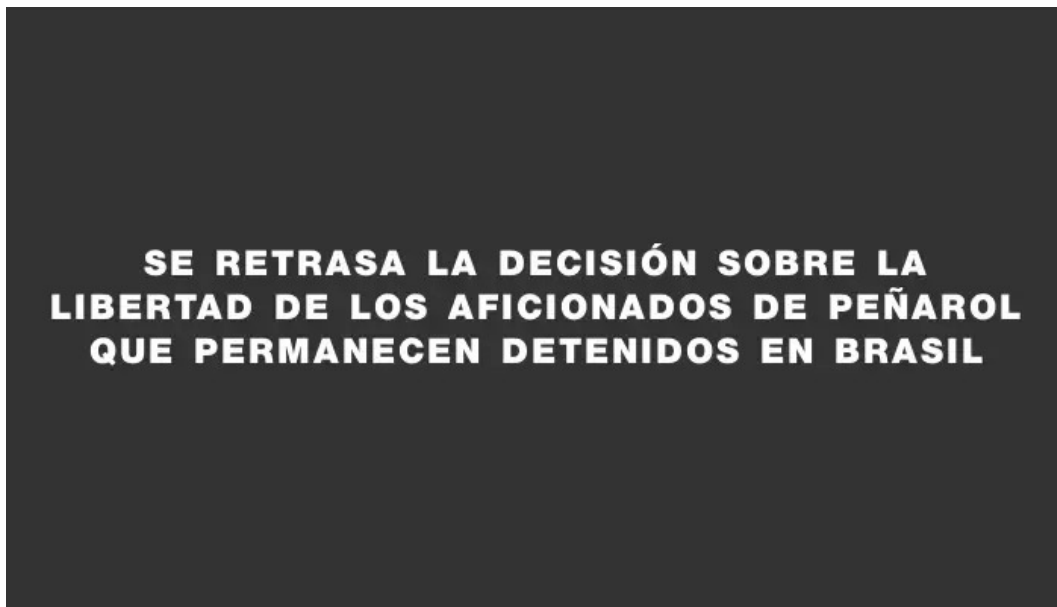 SE RETRASA LA DECISIÓN SOBRE LA
LIBERTAD DE LOS AFICIONADOS DE PEÑAROL
QUE PERMANECEN DETENIDOS EN BRASIL